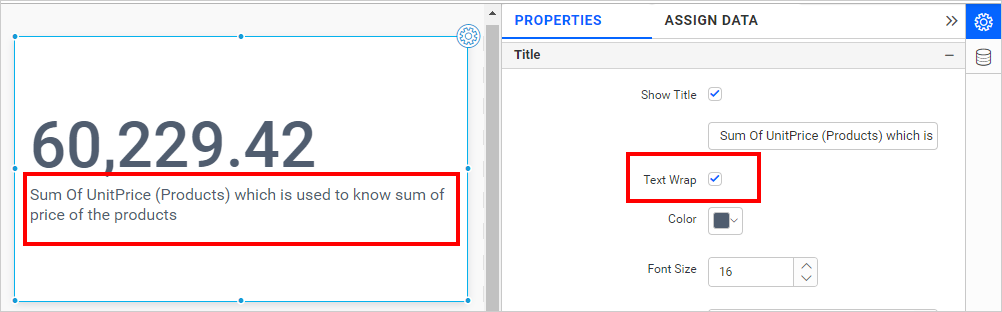 60,229.42
Sum Of UnitPrice (Products) which is used to know sum of
price of the products
PROPERTIES
ASSIGN DATA
Title
Show Title
Sum Of UnitPrice (Products) which is
Text Wrap
Color
Font Size
16